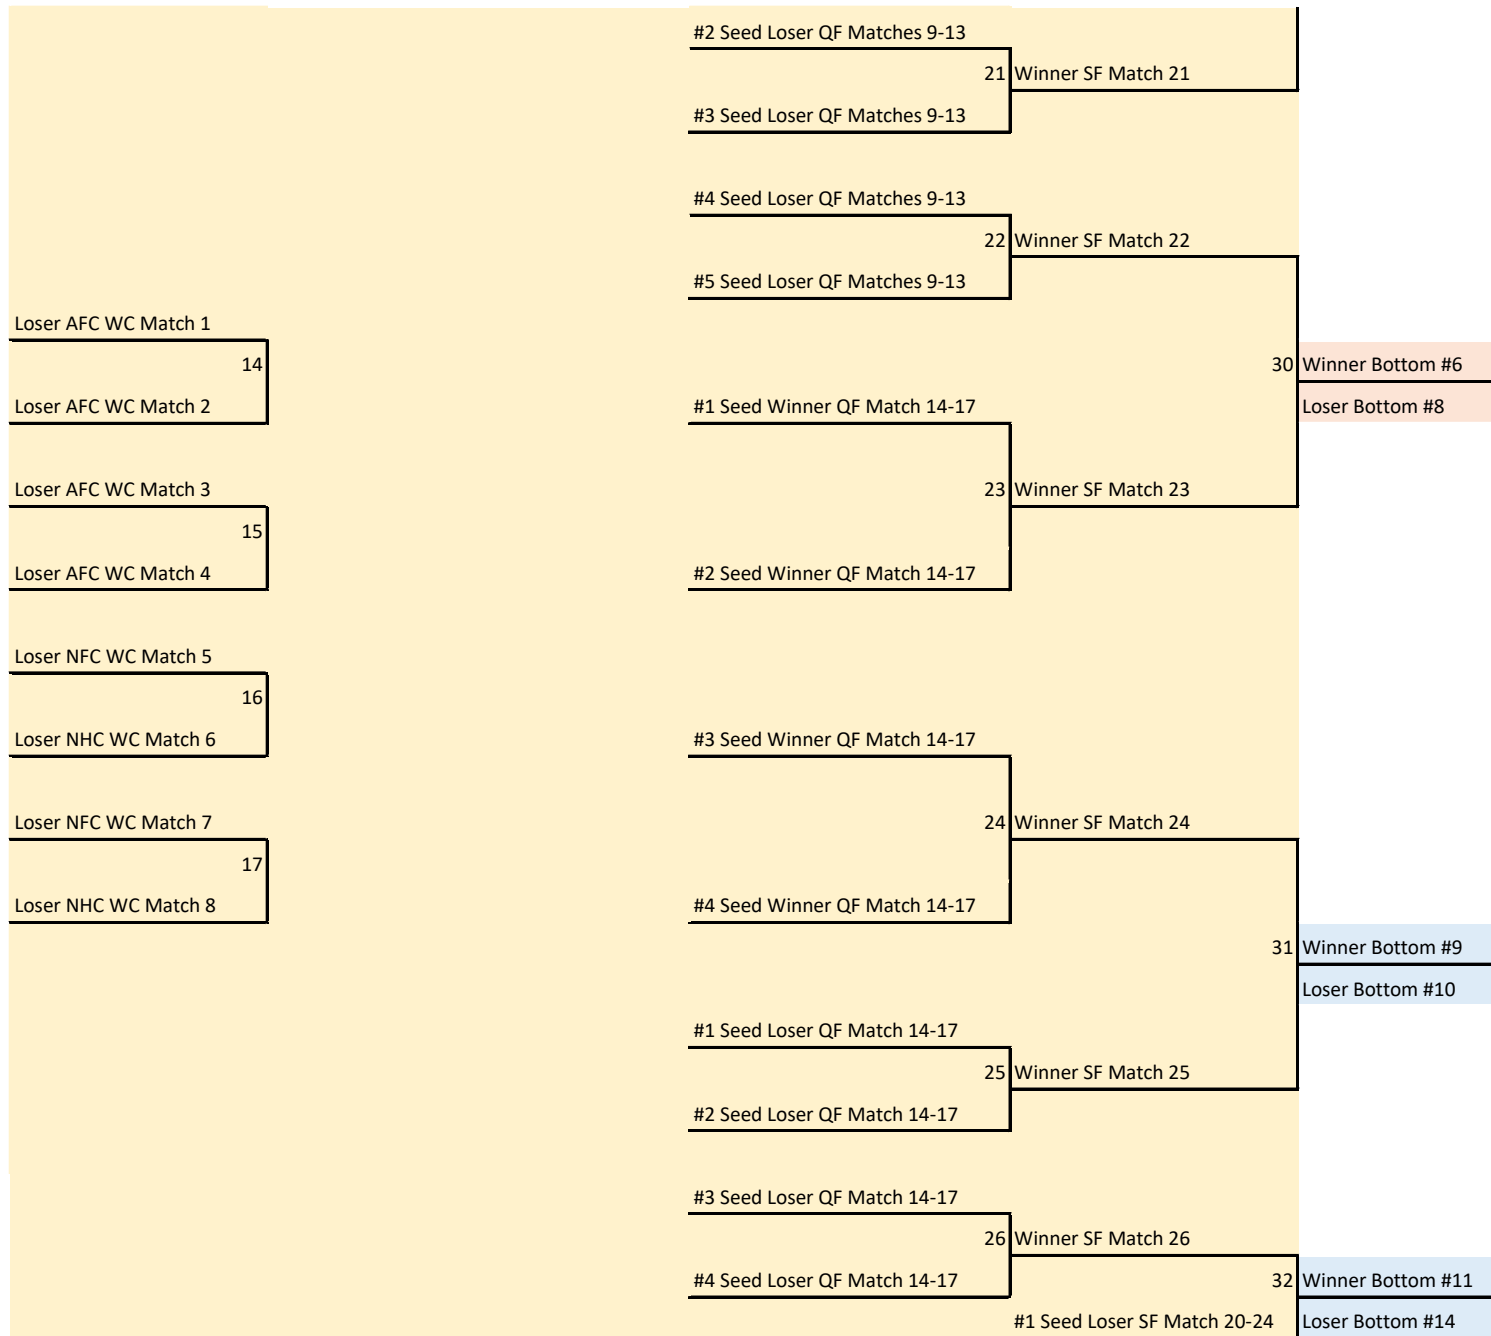 #2 Seed Loser QF Matches 9-13
21 Winner SF Match 21
#3 Seed Loser QF Matches 9-13
#4 Seed Loser QF Matches 9-13
22 Winner SF Match 22
#5 Seed Loser QF Matches 9-13
Loser AFC WC Match 1
14
30 Winner Bottom #6
Loser AFC WC Match 2
#1 Seed Winner QF Match 14-17
Loser Bottom #8
Loser AFC WC Match 3
23 Winner SF Match 23
15
Loser AFC WC Match 4
#2 Seed Winner QF Match 14-17
Loser NFC WC Match 5
16
Loser NHC WC Match 6
#3 Seed Winner QF Match 14-17
Loser NFC WC Match 7
24 Winner SF Match 24
17
Loser NHC WC Match 8
#4 Seed Winner QF Match 14-17
31 Winner Bottom #9
Loser Bottom #10
#1 Seed Loser QF Match 14-17
25 Winner SF Match 25
#2 Seed Loser QF Match 14-17
#3 Seed Loser QF Match 14-17
26 Winner SF Match 26
#4 Seed Loser QF Match 14-17
32 Winner Bottom #11
#1 Seed Loser SF Match 20-24
Loser Bottom #14